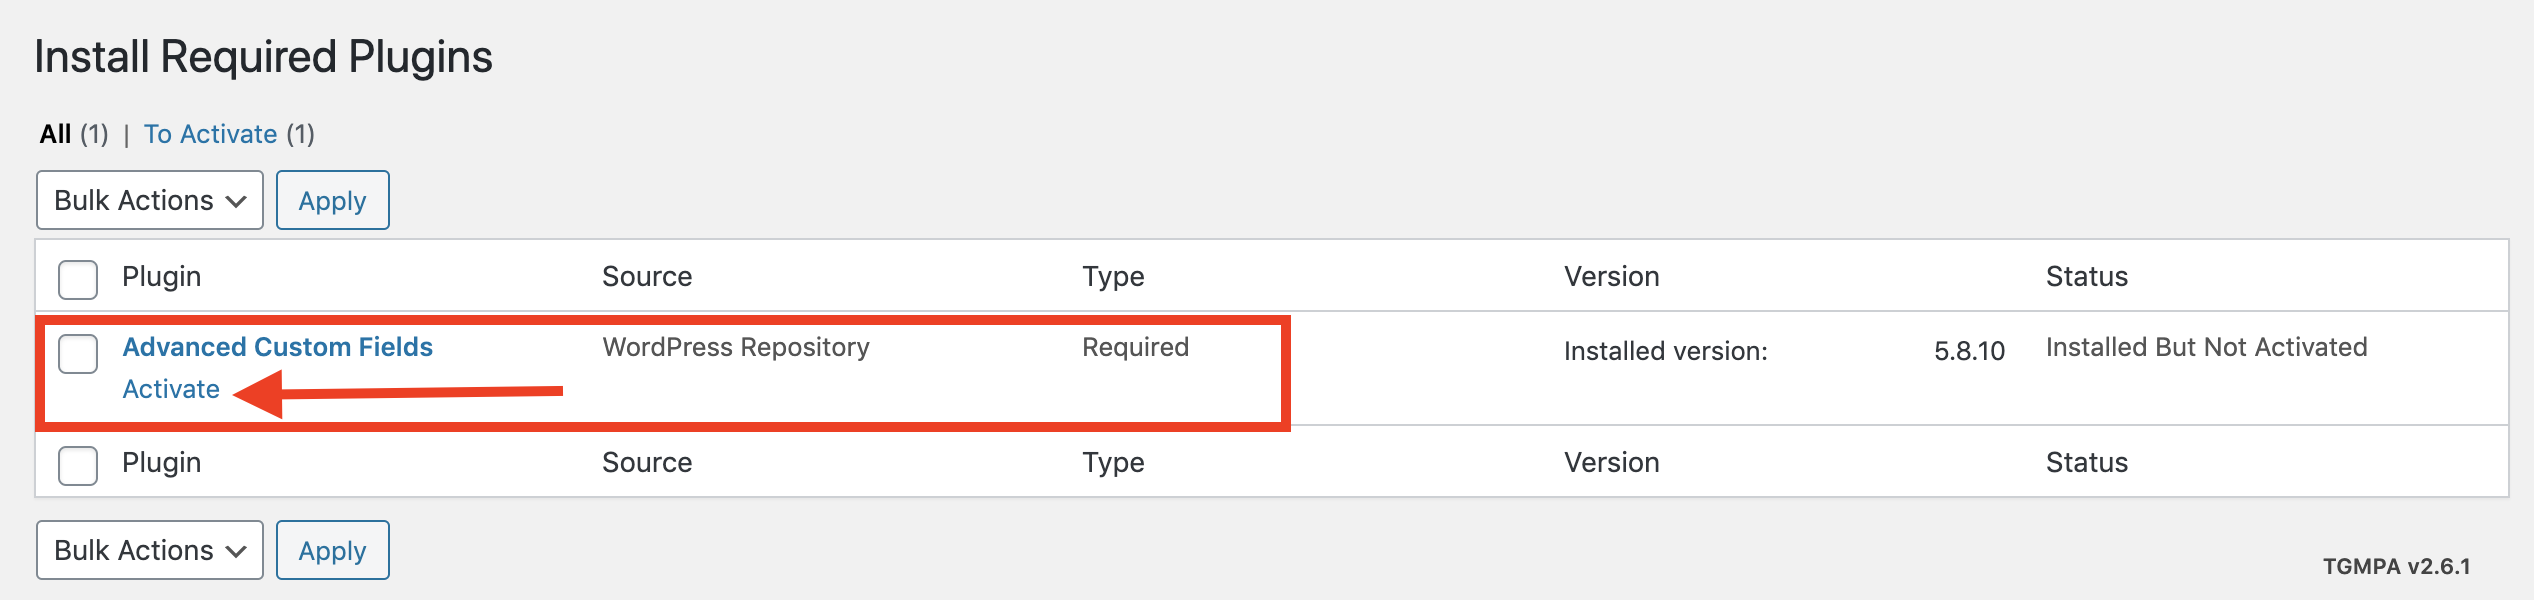 Install Required Plugins
All (1) | To Activate (1)
Bulk Actions Apply
Plugin Source Type Version Status
Advanced Custom Fields WordPress Repository Required Installed version: 5.8.10 Installed But Not Activated
Activate
Plugin Source Type Version Status
Bulk Actions Apply
TGMPA v2.6.1